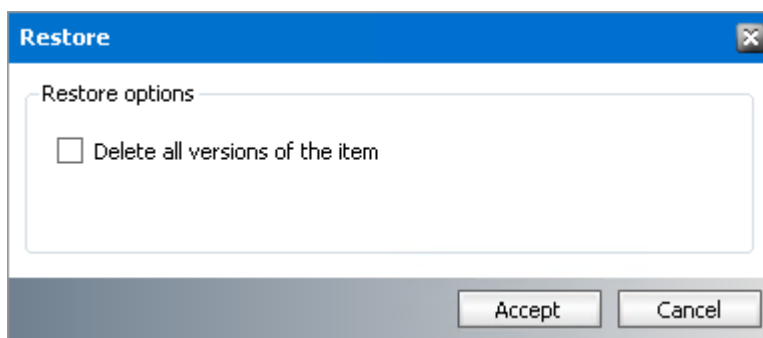 Restore
Restore options
Delete all versions of the item
Accept
Cancel